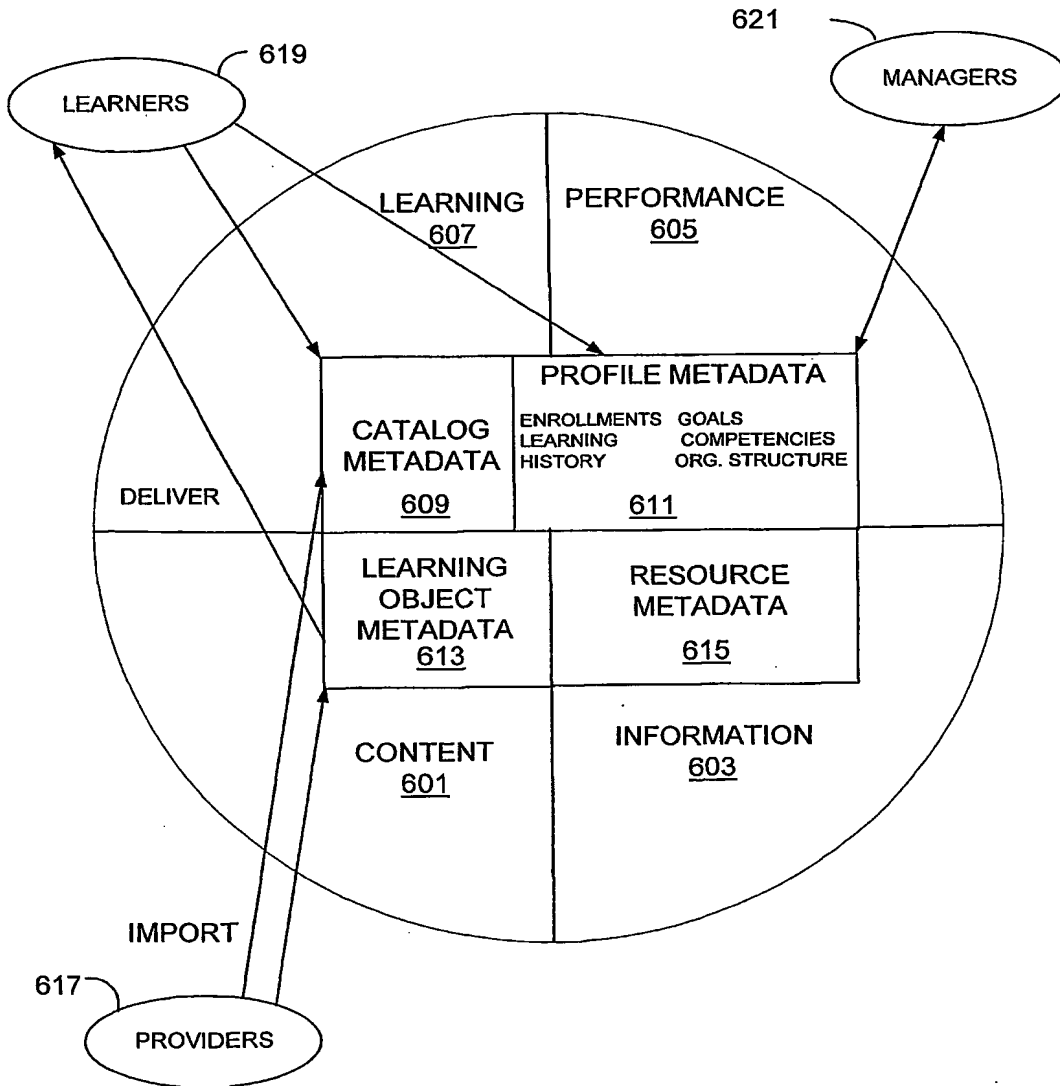 621
619
LEARNERS
MANAGERS
LEARNING
607
PERFORMANCE
605
PROFILE METADATA
ENROLLMENTS GOALS
LEARNING COMPETENCIES
HISTORY ORG. STRUCTURE
611
CATALOG
METADATA
609
DELIVER
LEARNING
OBJECT
METADATA
613
RESOURCE
METADATA
615
CONTENT
601
INFORMATION
603
IMPORT
617
PROVIDERS